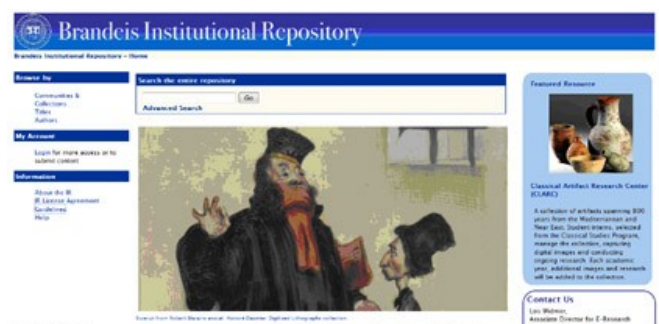 Brandeis Institutional Repository
Brandeis Institutional Repository - Home
Browse by
Communities &
Collections
Titles
Authors
My Account
Login for more access or to
submit content
Information
About the IR
IR License Agreement
Guidelines
Help
Search the entire repository
Go
Advanced Search
Featured Resource
Classical Artifact Research Center
(CLARC)
A collection of artifacts spanning 800
years from the Mediterranean and
Near East. Student interns, selected
from the Classical Studies Program,
manage the collection, capturing
digital images and conducting
ongoing research. Each academic
year, additional images and research
will be added to the collection.
Contact Us
Lois Widmer,
Associate Director for E-Research